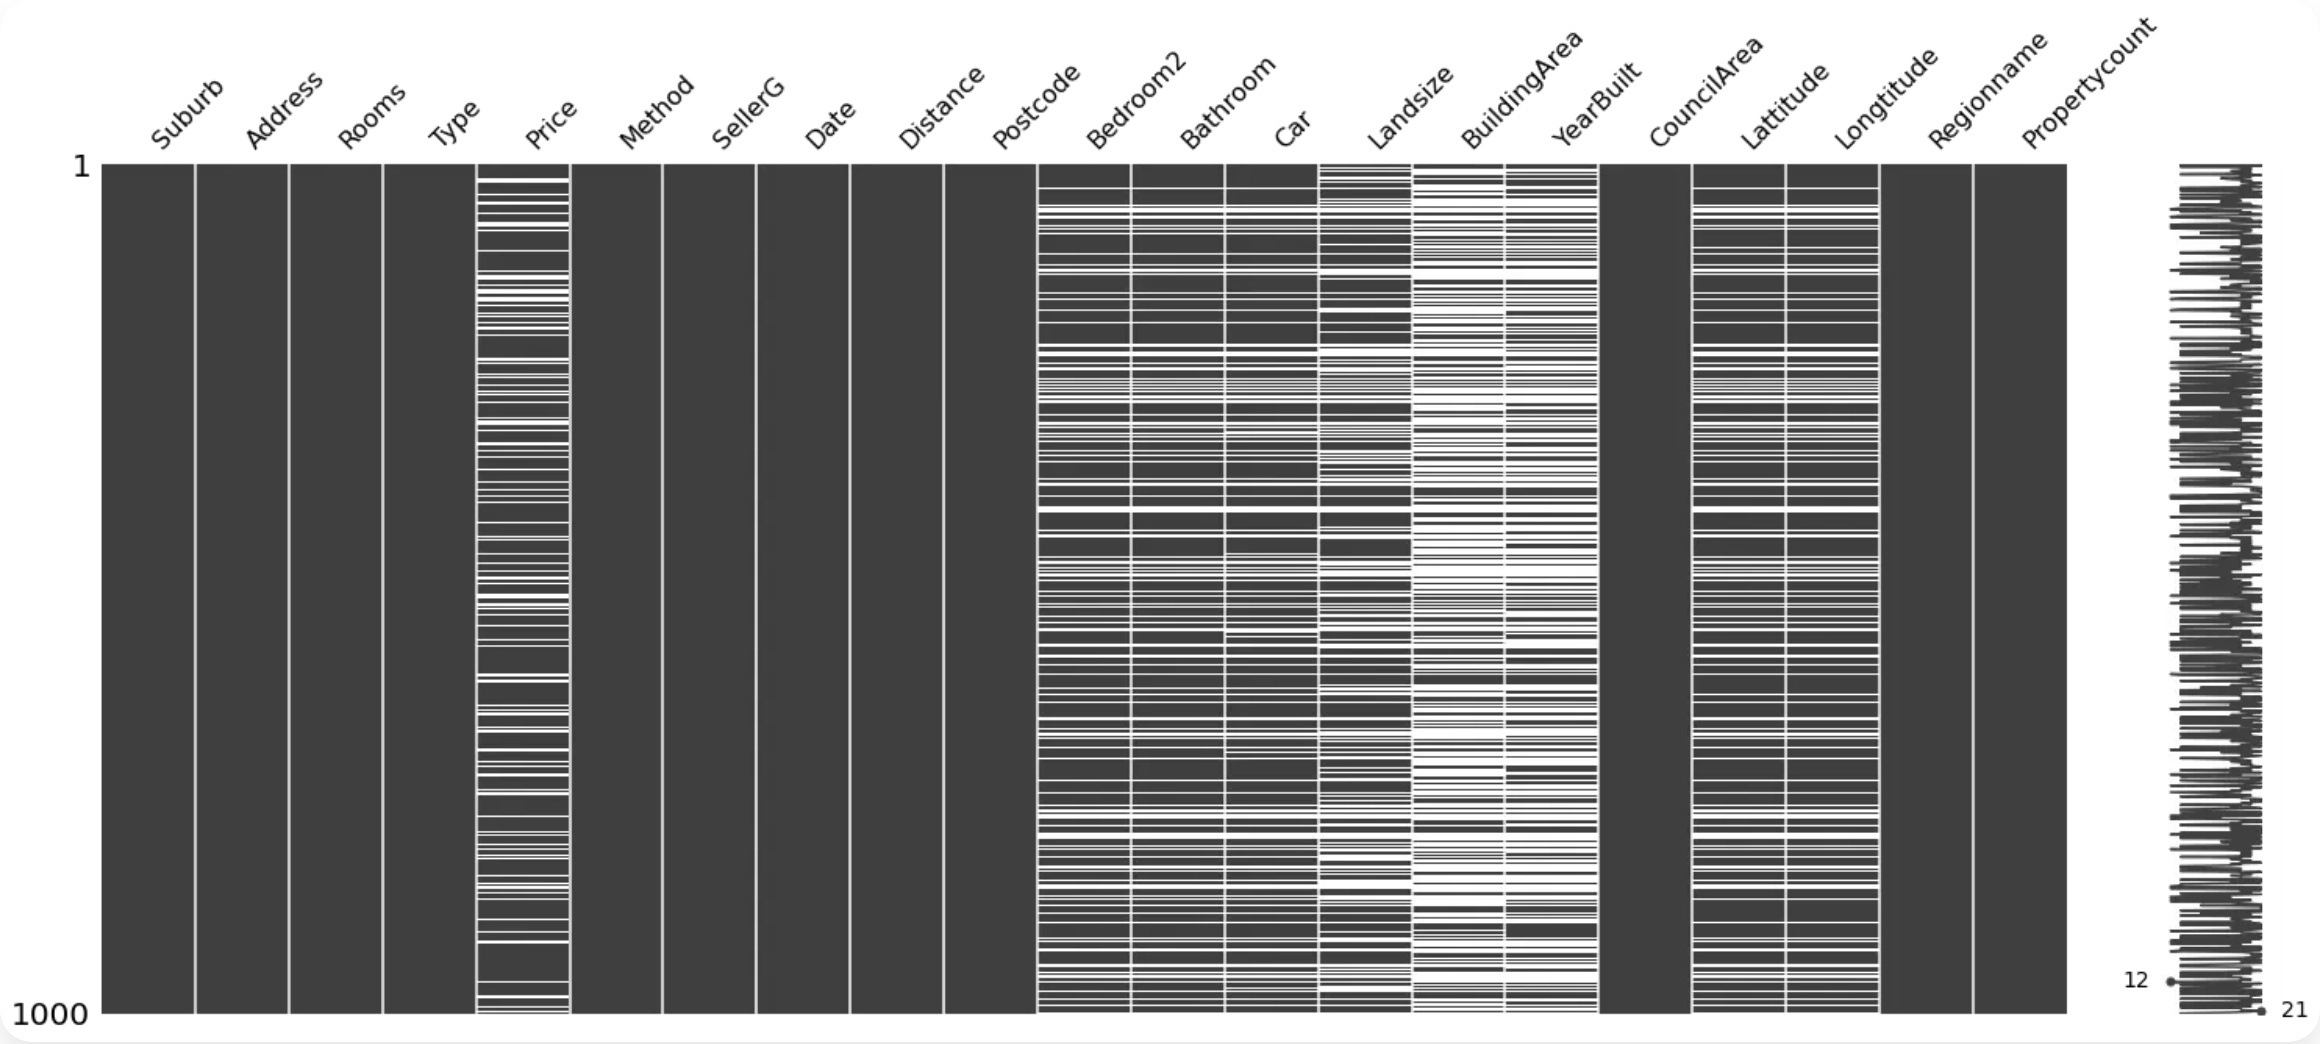 Suburb
Address
Rooms
Type
Price
Method
SellerG
Date
Distance
Postcode
Bedroom2
Bathroom
Car
Landsize
BuildingArea
YearBuilt
CouncilArea
Lattitude
Longtitude
Regionname
Propertycount
1
1000
12
21